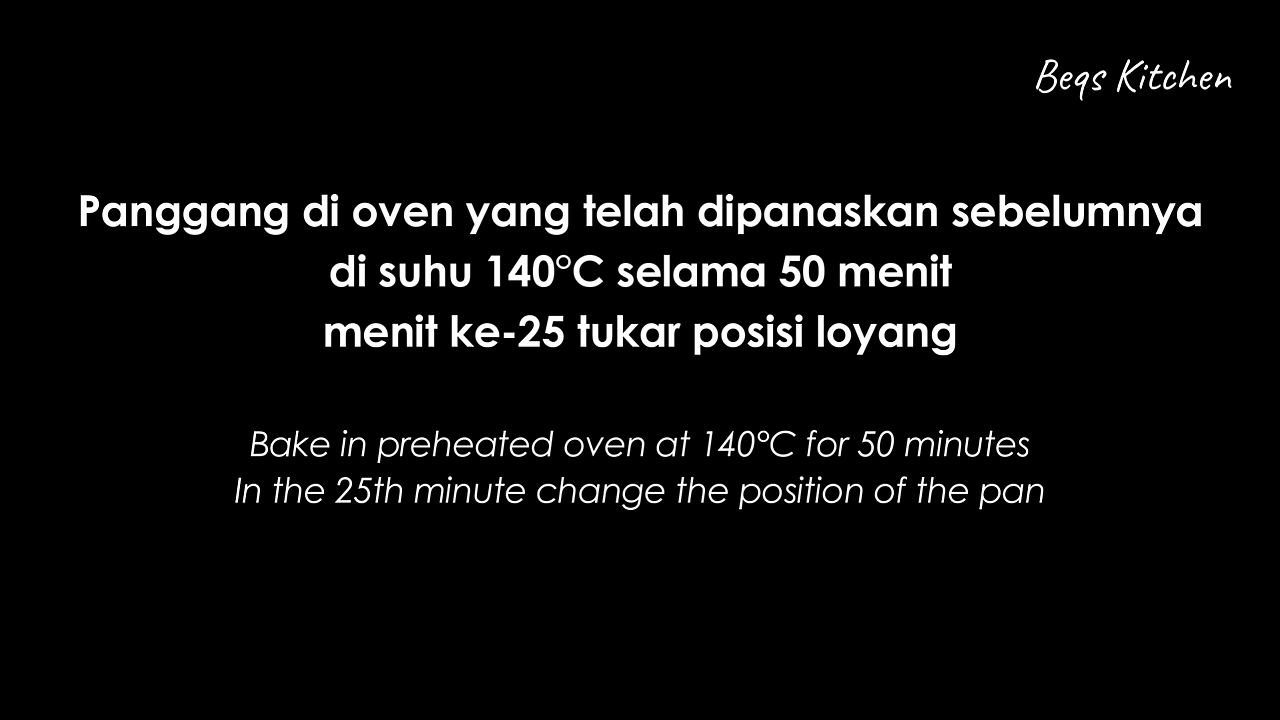 Beqs Kitchen
Panggang di oven yang telah dipanaskan sebelumnya
di suhu 140°C selama 50 menit
menit ke-25 tukar posisi loyang
Bake in preheated oven at 140°C for 50 minutes
In the 25th minute change the position of the pan